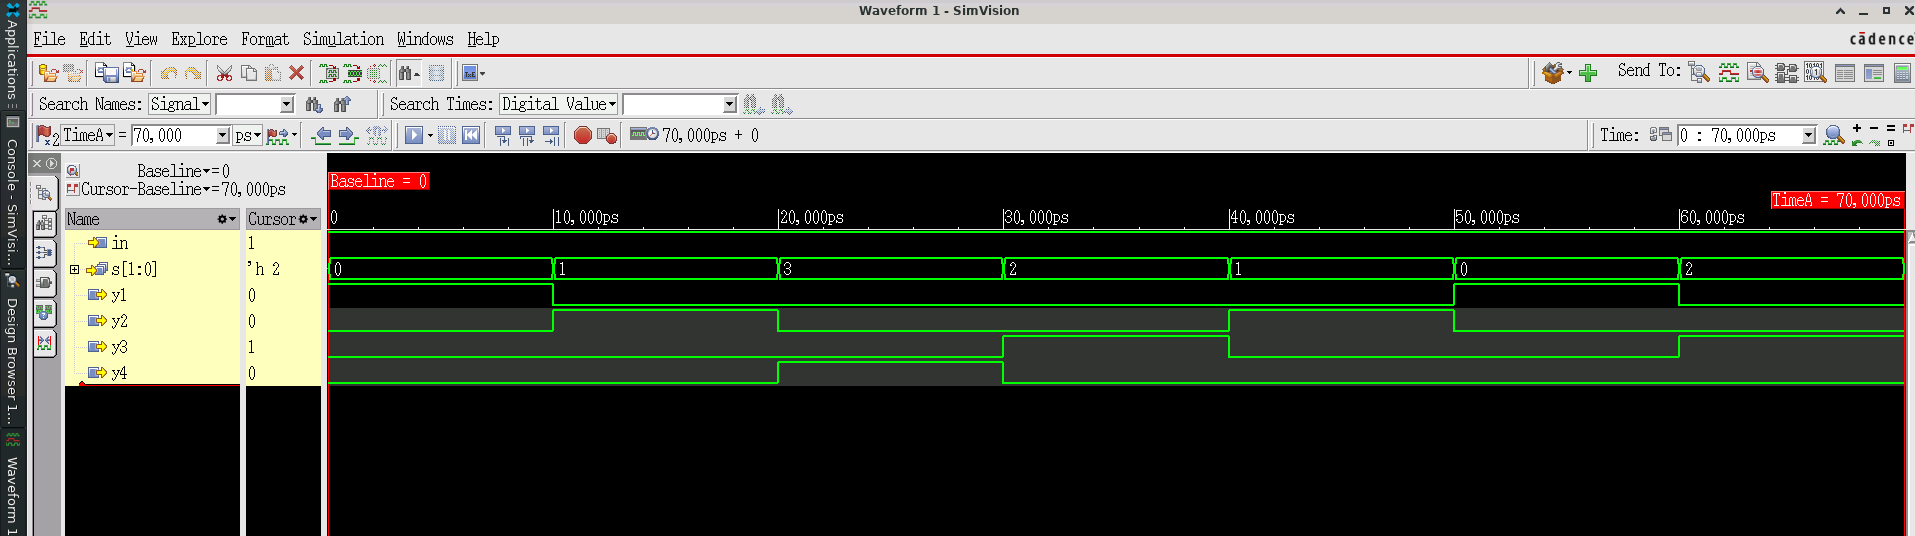 Waveform 1 - SimVision
File Edit View Explore Format Simulation Windows Help
cādence
Send To:
Search Names: Signal Search Times: Digital Value
TimeA = 70,000 ps 70,000ps + 0 Time: 0 : 70,000ps
Baseline=0
Cursor-Baseline=70,000ps
Name Cursor
Baseline = 0
TimeA = 70,000ps
0 10,000ps 20,000ps 30,000ps 40,000ps 50,000ps 60,000ps
in 1
s[1:0] 'h 2 0 1 3 2 1 0 2
y1 0
y2 0
y3 1
y4 0
Applications
Console - SimVisi...
Design Browser 1...
Waveform 1